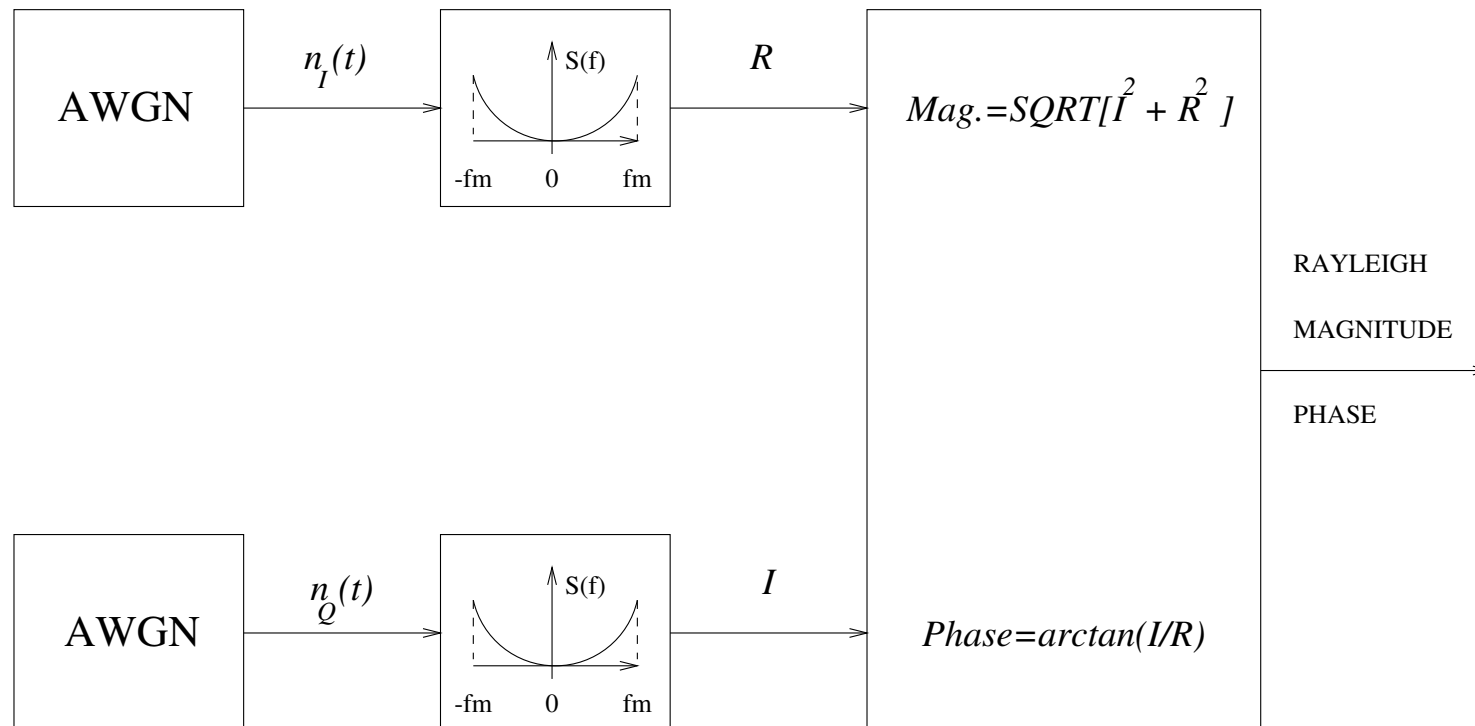 AWGN
n_I(t)
S(f)
-fm 0 fm
R
Mag.=SQRT[I^2 + R^2 ]
RAYLEIGH
MAGNITUDE
PHASE
AWGN
n_Q(t)
S(f)
-fm 0 fm
I
Phase=arctan(I/R)